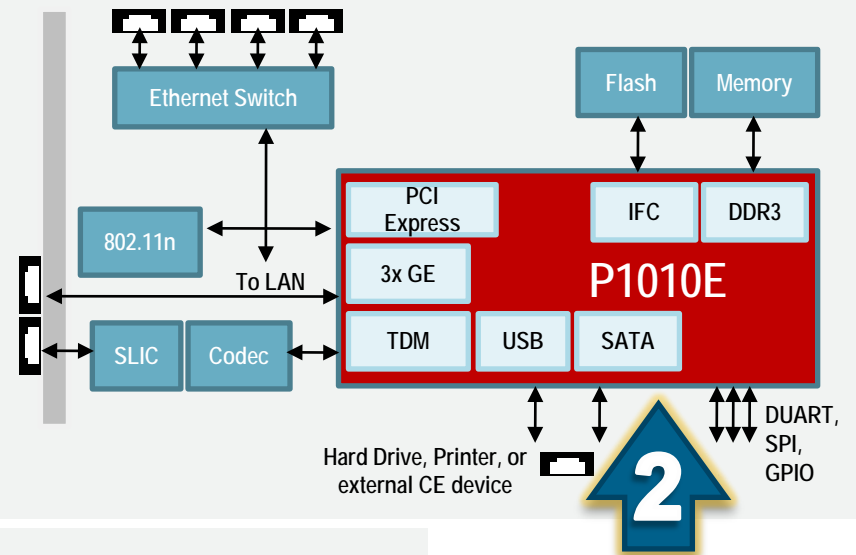 Ethernet Switch
Flash
Memory
PCI
Express
IFC
DDR3
802.11n
To LAN
3x GE
P1010E
SLIC
Codec
TDM
USB
SATA
Hard Drive, Printer, or
external CE device
DUART,
SPI,
GPIO
2